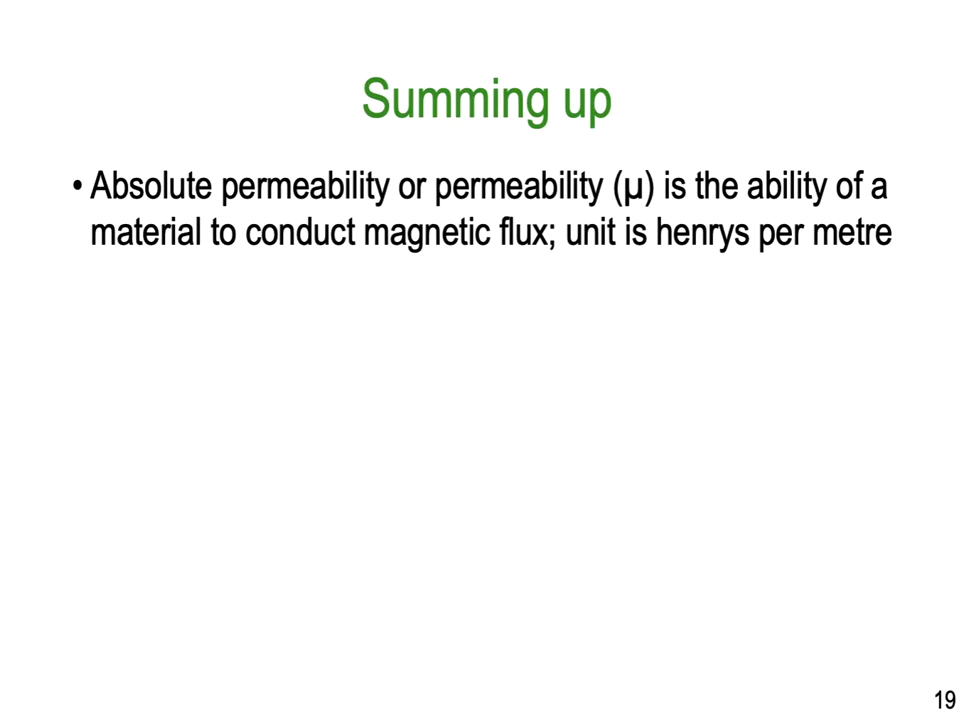 Summing up
• Absolute permeability or permeability (µ) is the ability of a
material to conduct magnetic flux; unit is henrys per metre
19